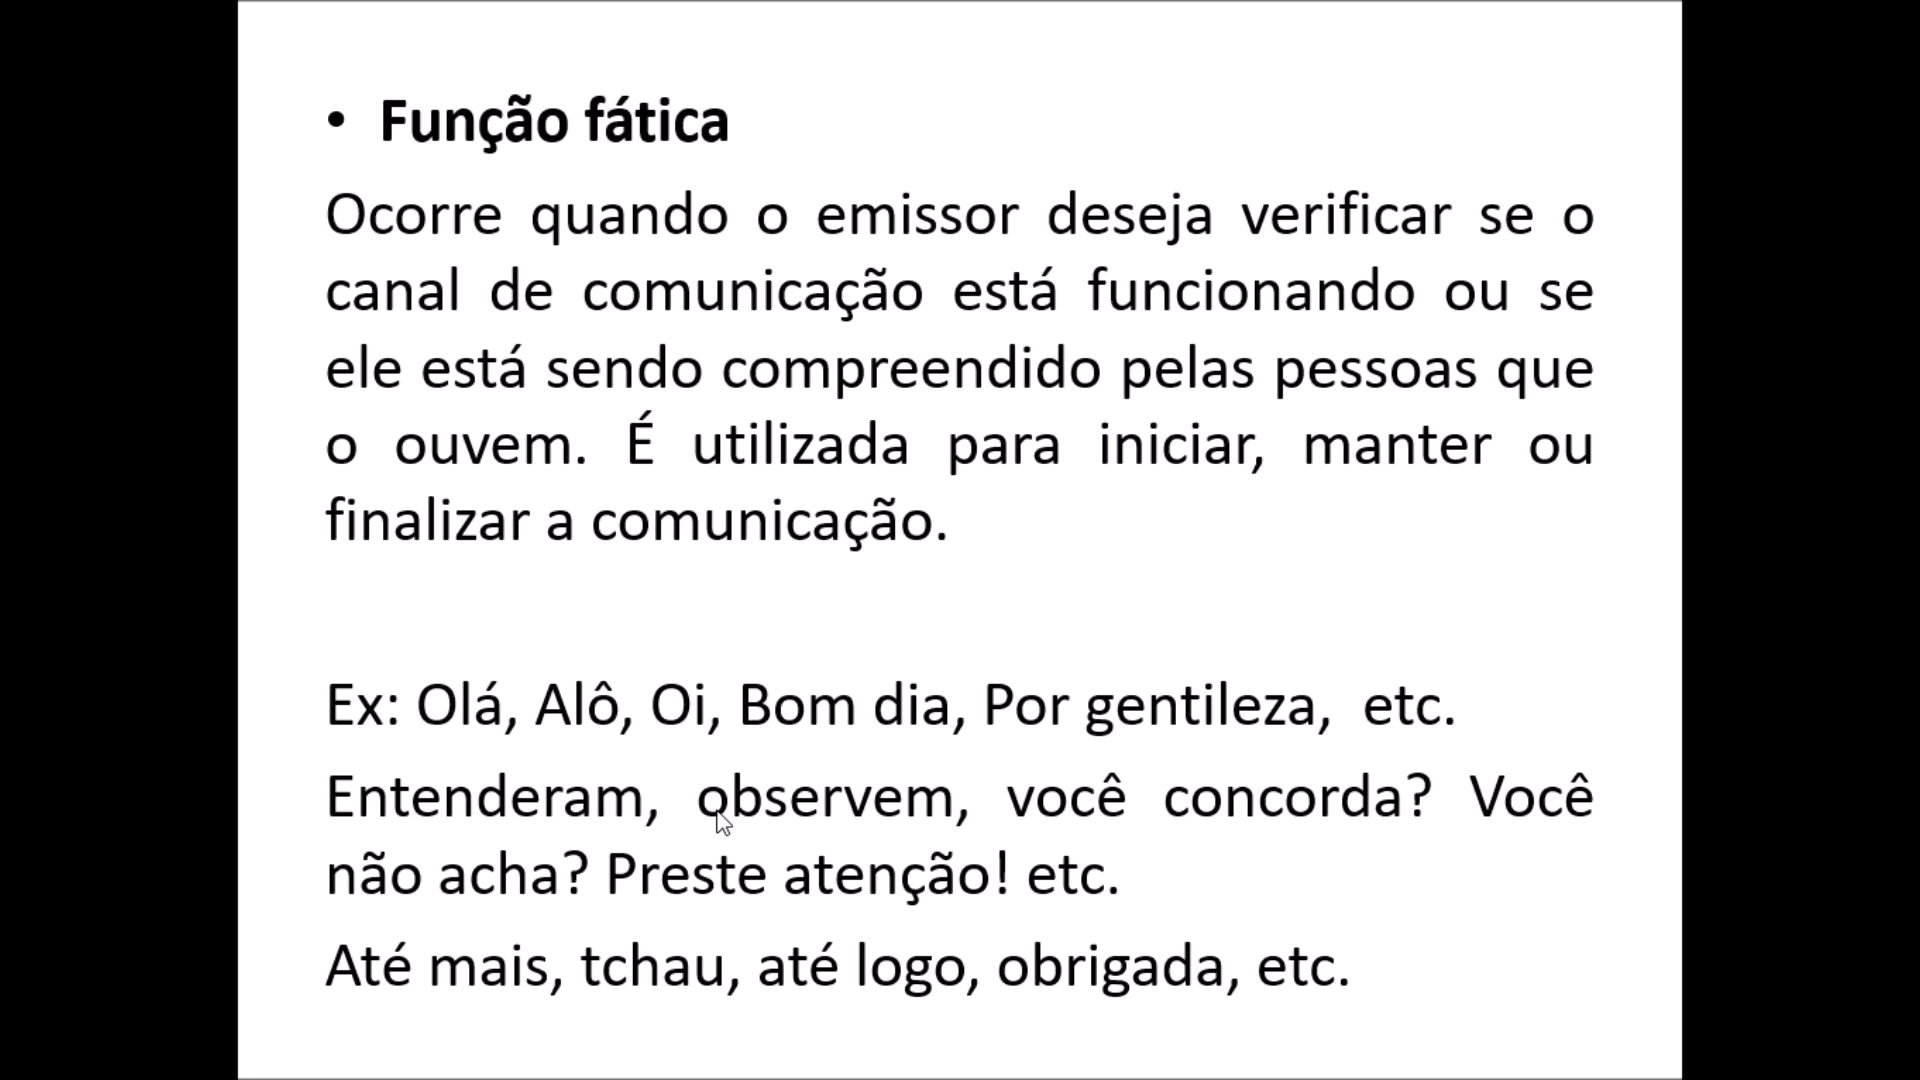 • Função fática
Ocorre quando o emissor deseja verificar se o
canal de comunicação está funcionando ou se
ele está sendo compreendido pelas pessoas que
o ouvem. É utilizada para iniciar, manter ou
finalizar a comunicação.
Ex: Olá, Alô, Oi, Bom dia, Por gentileza,  etc.
Entenderam, observem, você concorda? Você
não acha? Preste atenção! etc.
Até mais, tchau, até logo, obrigada, etc.